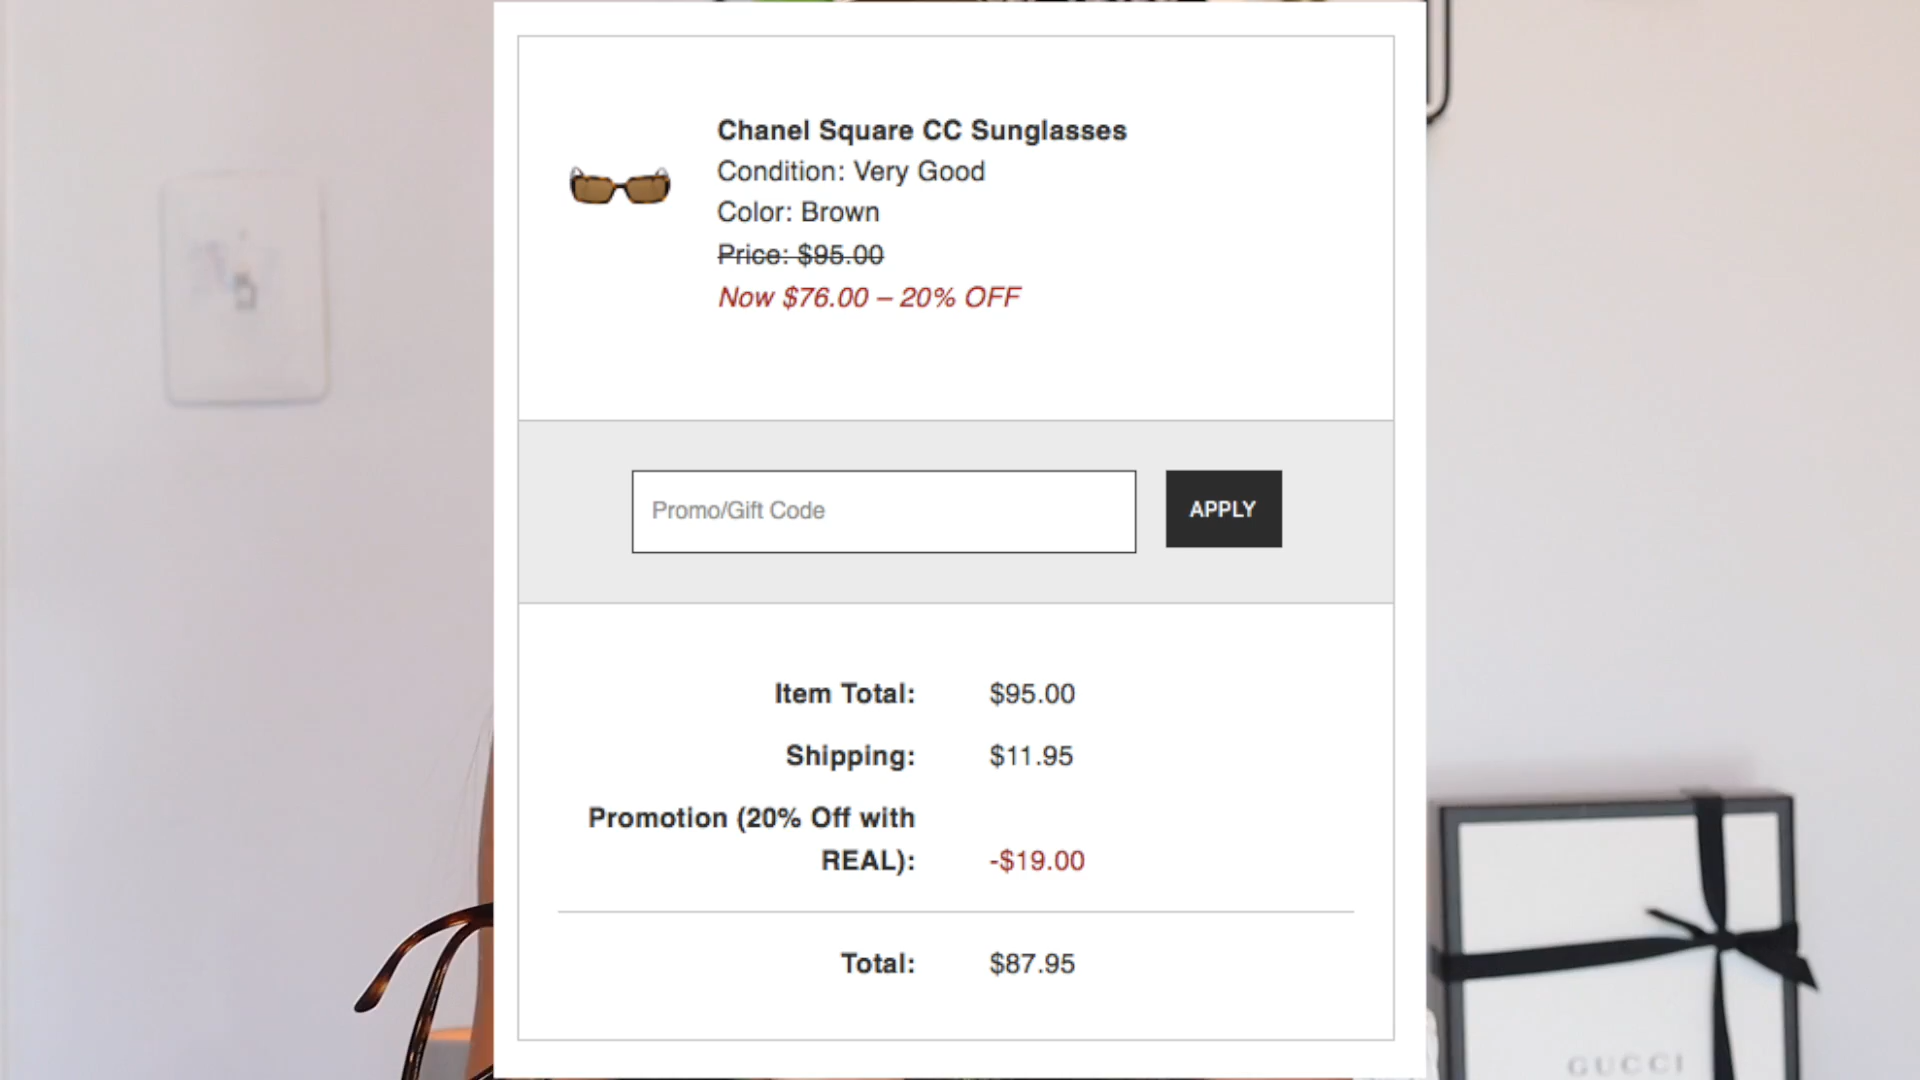 Chanel Square CC Sunglasses
Condition: Very Good
Color: Brown
Price: $95.00
Now $76.00 – 20% OFF
Promo/Gift Code
APPLY
Item Total: $95.00
Shipping: $11.95
Promotion (20% Off with
REAL): -$19.00
Total: $87.95
GUCCI